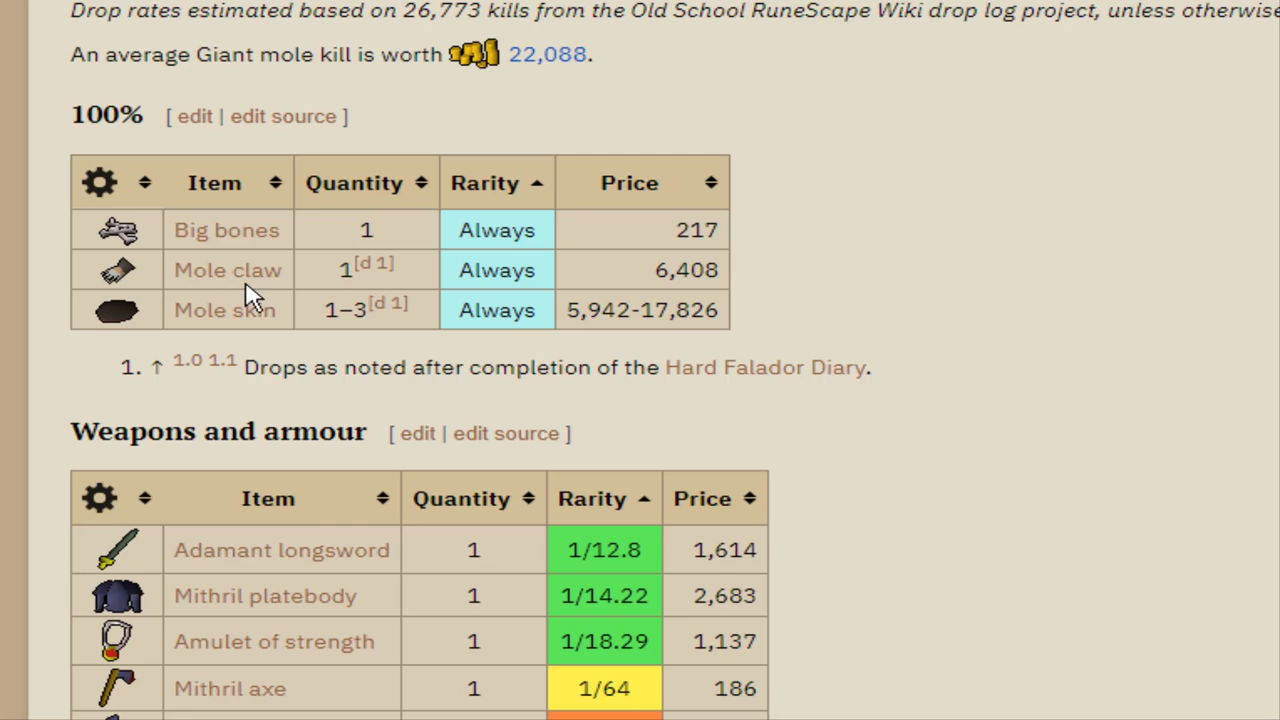 Drop rates estimated based on 26,773 kills from the Old School RuneScape Wiki drop log project, unless otherwise
An average Giant mole kill is worth 22,088.
100% [ edit | edit source ]
Item Quantity Rarity Price
Big bones 1 Always 217
Mole claw 1[d 1] Always 6,408
Mole skin 1–3[d 1] Always 5,942-17,826
1. ↑ 1.0 1.1 Drops as noted after completion of the Hard Falador Diary.
Weapons and armour [ edit | edit source ]
Item Quantity Rarity Price
Adamant longsword 1 1/12.8 1,614
Mithril platebody 1 1/14.22 2,683
Amulet of strength 1 1/18.29 1,137
Mithril axe 1 1/64 186